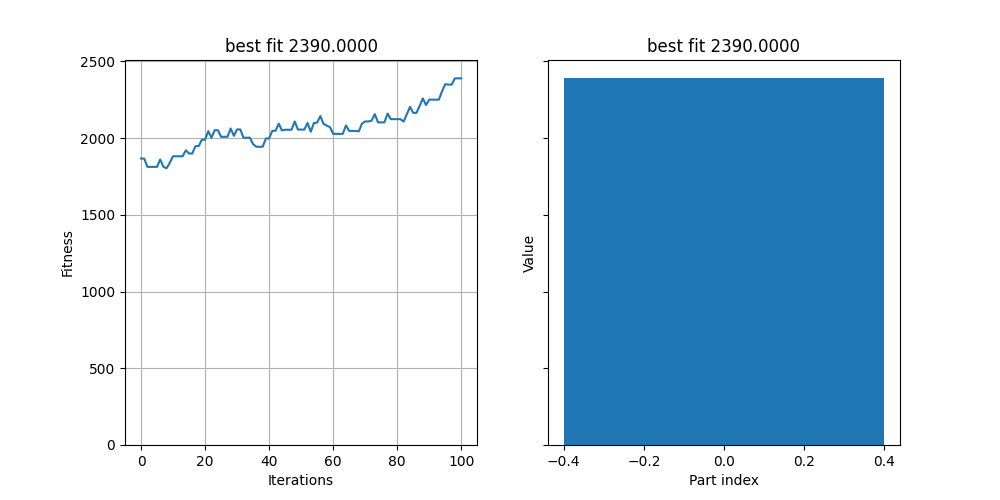 best fit 2390.0000
2500
2000
1500
1000
500
0
Fitness
0 20 40 60 80 100
Iterations
best fit 2390.0000
Value
−0.4 −0.2 0.0 0.2 0.4
Part index